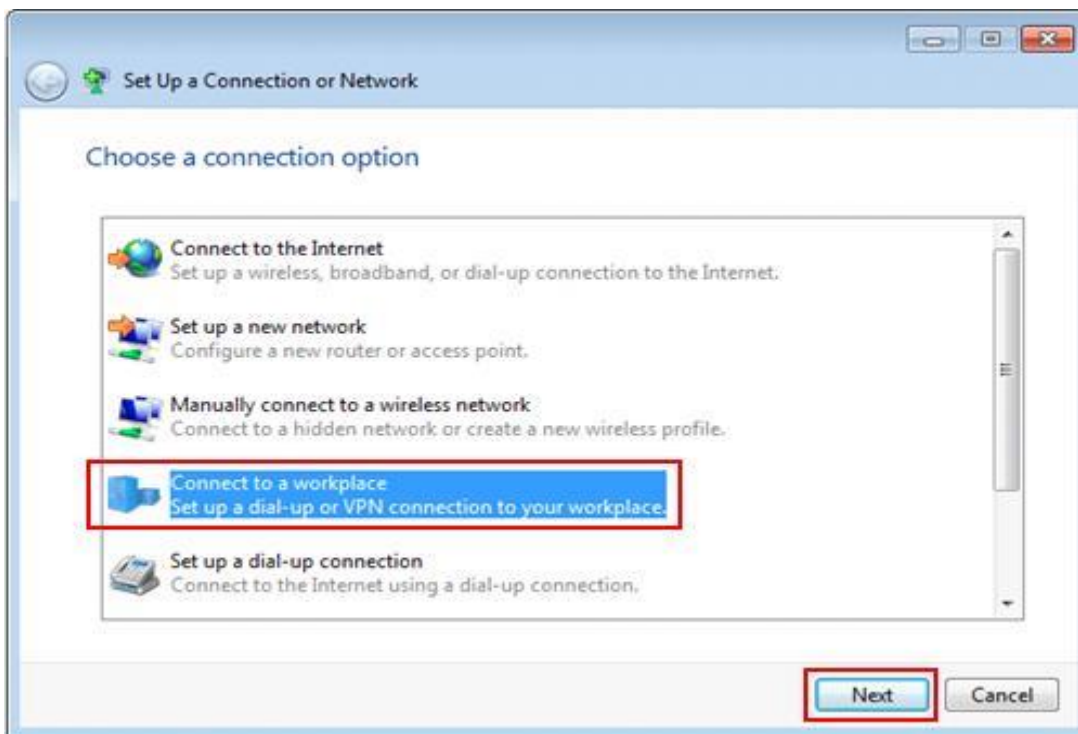 Set Up a Connection or Network
Choose a connection option
Connect to the Internet
Set up a wireless, broadband, or dial-up connection to the Internet.
Set up a new network
Configure a new router or access point.
Manually connect to a wireless network
Connect to a hidden network or create a new wireless profile.
Connect to a workplace
Set up a dial-up or VPN connection to your workplace.
Set up a dial-up connection
Connect to the Internet using a dial-up connection.
Next Cancel